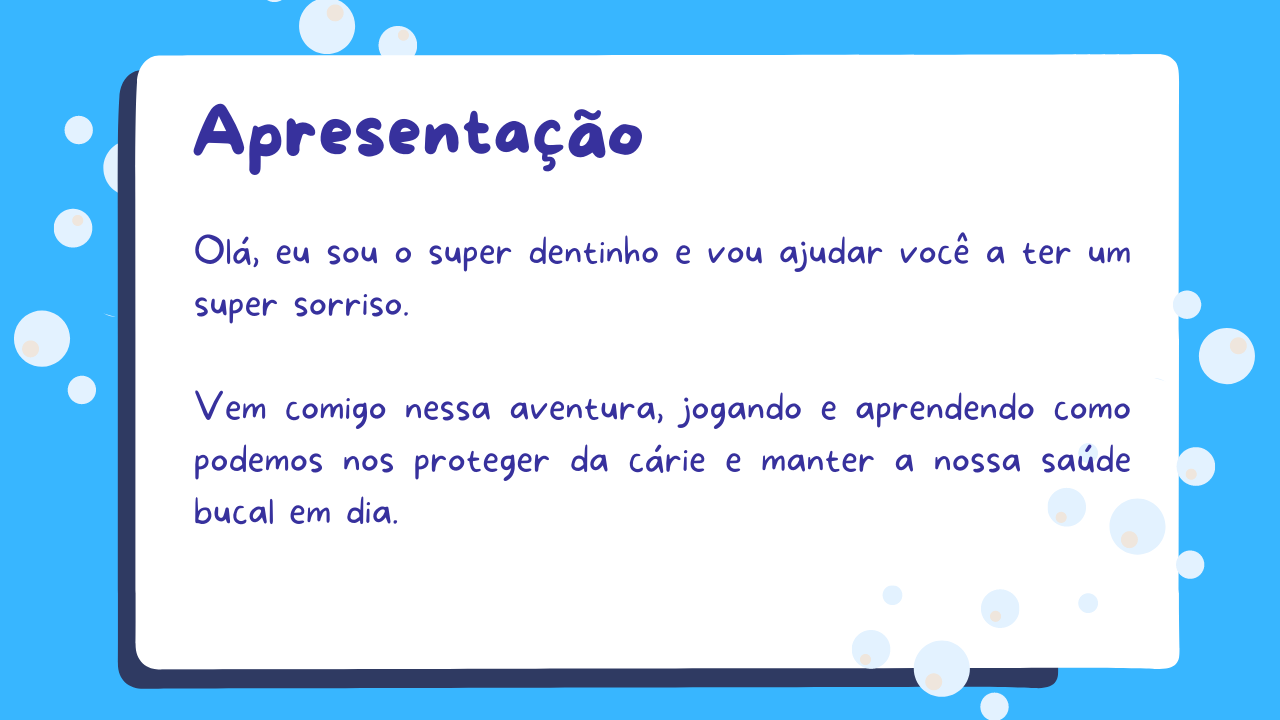 Apresentação
Olá, eu sou o super dentinho e vou ajudar você a ter um
super sorriso.
Vem comigo nessa aventura, jogando e aprendendo como
podemos nos proteger da cárie e manter a nossa saúde
bucal em dia.